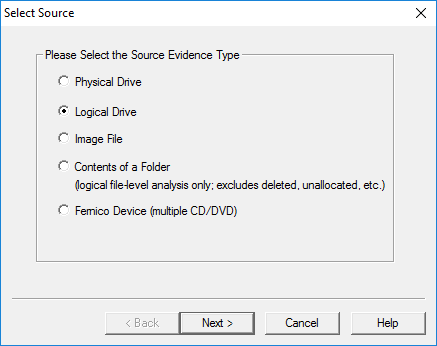 Select Source
Please Select the Source Evidence Type
Physical Drive
Logical Drive
Image File
Contents of a Folder
(logical file-level analysis only; excludes deleted, unallocated, etc.)
Fernico Device (multiple CD/DVD)
< Back
Next >
Cancel
Help